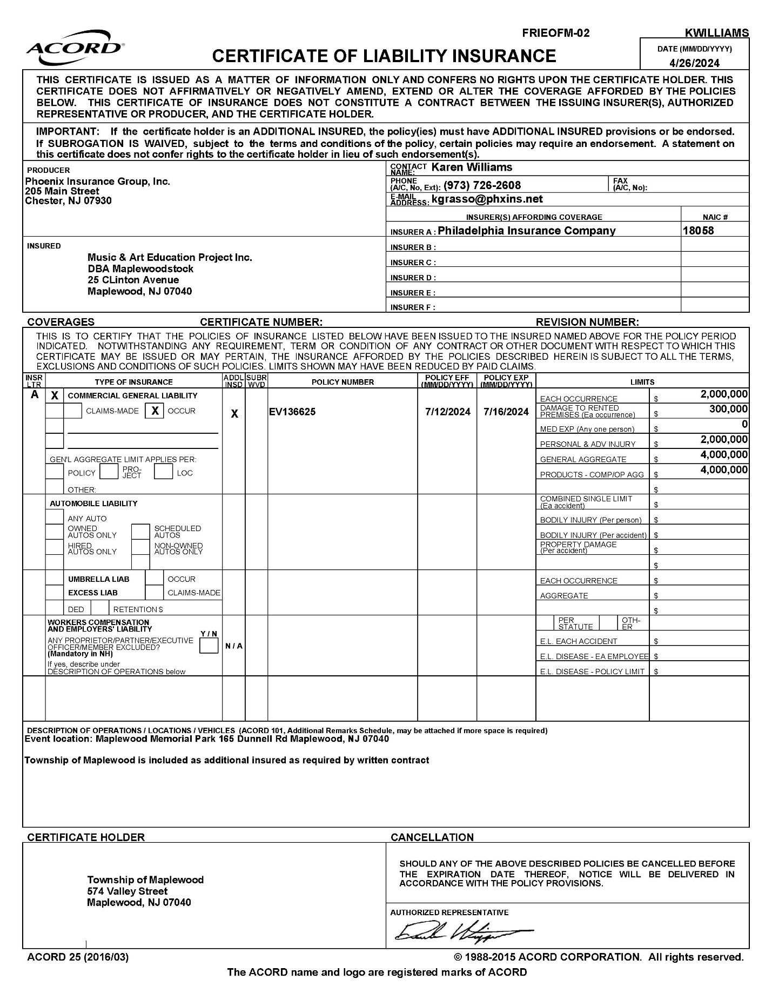 FRIEOFM-02 KWILLIAMS
ACORD®
CERTIFICATE OF LIABILITY INSURANCE
DATE (MM/DD/YYYY)
4/26/2024
THIS CERTIFICATE IS ISSUED AS A MATTER OF INFORMATION ONLY AND CONFERS NO RIGHTS UPON THE CERTIFICATE HOLDER. THIS
CERTIFICATE DOES NOT AFFIRMATIVELY OR NEGATIVELY AMEND, EXTEND OR ALTER THE COVERAGE AFFORDED BY THE POLICIES
BELOW. THIS CERTIFICATE OF INSURANCE DOES NOT CONSTITUTE A CONTRACT BETWEEN THE ISSUING INSURER(S), AUTHORIZED
REPRESENTATIVE OR PRODUCER, AND THE CERTIFICATE HOLDER.
IMPORTANT: If the certificate holder is an ADDITIONAL INSURED, the policy(ies) must have ADDITIONAL INSURED provisions or be endorsed.
If SUBROGATION IS WAIVED, subject to the terms and conditions of the policy, certain policies may require an endorsement. A statement on
this certificate does not confer rights to the certificate holder in lieu of such endorsement(s).
PRODUCER
Phoenix Insurance Group, Inc.
205 Main Street
Chester, NJ 07930
CONTACT NAME: Karen Williams
PHONE (A/C, No, Ext): (973) 726-2608
FAX (A/C, No):
E-MAIL ADDRESS: kgrasso@phxins.net
INSURER(S) AFFORDING COVERAGE NAIC #
INSURER A : Philadelphia Insurance Company 18058
INSURED
Music & Art Education Project Inc.
DBA Maplewoodstock
25 CLinton Avenue
Maplewood, NJ 07040
INSURER B :
INSURER C :
INSURER D :
INSURER E :
INSURER F :
COVERAGES CERTIFICATE NUMBER: REVISION NUMBER:
THIS IS TO CERTIFY THAT THE POLICIES OF INSURANCE LISTED BELOW HAVE BEEN ISSUED TO THE INSURED NAMED ABOVE FOR THE POLICY PERIOD
INDICATED. NOTWITHSTANDING ANY REQUIREMENT, TERM OR CONDITION OF ANY CONTRACT OR OTHER DOCUMENT WITH RESPECT TO WHICH THIS
CERTIFICATE MAY BE ISSUED OR MAY PERTAIN, THE INSURANCE AFFORDED BY THE POLICIES DESCRIBED HEREIN IS SUBJECT TO ALL THE TERMS,
EXCLUSIONS AND CONDITIONS OF SUCH POLICIES. LIMITS SHOWN MAY HAVE BEEN REDUCED BY PAID CLAIMS.
INSR LTR TYPE OF INSURANCE ADDL INSD SUBR WVD POLICY NUMBER POLICY EFF (MM/DD/YYYY) POLICY EXP (MM/DD/YYYY) LIMITS
A X COMMERCIAL GENERAL LIABILITY EACH OCCURRENCE $ 2,000,000
CLAIMS-MADE X OCCUR X EV136625 7/12/2024 7/16/2024 DAMAGE TO RENTED PREMISES (Ea occurrence) $ 300,000
MED EXP (Any one person) $ 0
PERSONAL & ADV INJURY $ 2,000,000
GEN'L AGGREGATE LIMIT APPLIES PER: GENERAL AGGREGATE $ 4,000,000
POLICY PRO-JECT LOC PRODUCTS - COMP/OP AGG $ 4,000,000
OTHER: $
AUTOMOBILE LIABILITY COMBINED SINGLE LIMIT (Ea accident) $
ANY AUTO BODILY INJURY (Per person) $
OWNED AUTOS ONLY SCHEDULED AUTOS BODILY INJURY (Per accident) $
HIRED AUTOS ONLY NON-OWNED AUTOS ONLY PROPERTY DAMAGE (Per accident) $
$
UMBRELLA LIAB OCCUR EACH OCCURRENCE $
EXCESS LIAB CLAIMS-MADE AGGREGATE $
DED RETENTION $ $
WORKERS COMPENSATION
AND EMPLOYERS' LIABILITY PER STATUTE OTH-ER
Y / N
ANY PROPRIETOR/PARTNER/EXECUTIVE
OFFICER/MEMBER EXCLUDED? N / A E.L. EACH ACCIDENT $
(Mandatory in NH) E.L. DISEASE - EA EMPLOYEE $
If yes, describe under
DESCRIPTION OF OPERATIONS below E.L. DISEASE - POLICY LIMIT $
DESCRIPTION OF OPERATIONS / LOCATIONS / VEHICLES (ACORD 101, Additional Remarks Schedule, may be attached if more space is required)
Event location: Maplewood Memorial Park 165 Dunnell Rd Maplewood, NJ 07040
Township of Maplewood is included as additional insured as required by written contract
CERTIFICATE HOLDER
Township of Maplewood
574 Valley Street
Maplewood, NJ 07040
CANCELLATION
SHOULD ANY OF THE ABOVE DESCRIBED POLICIES BE CANCELLED BEFORE
THE EXPIRATION DATE THEREOF, NOTICE WILL BE DELIVERED IN
ACCORDANCE WITH THE POLICY PROVISIONS.
AUTHORIZED REPRESENTATIVE
ACORD 25 (2016/03) © 1988-2015 ACORD CORPORATION. All rights reserved.
The ACORD name and logo are registered marks of ACORD